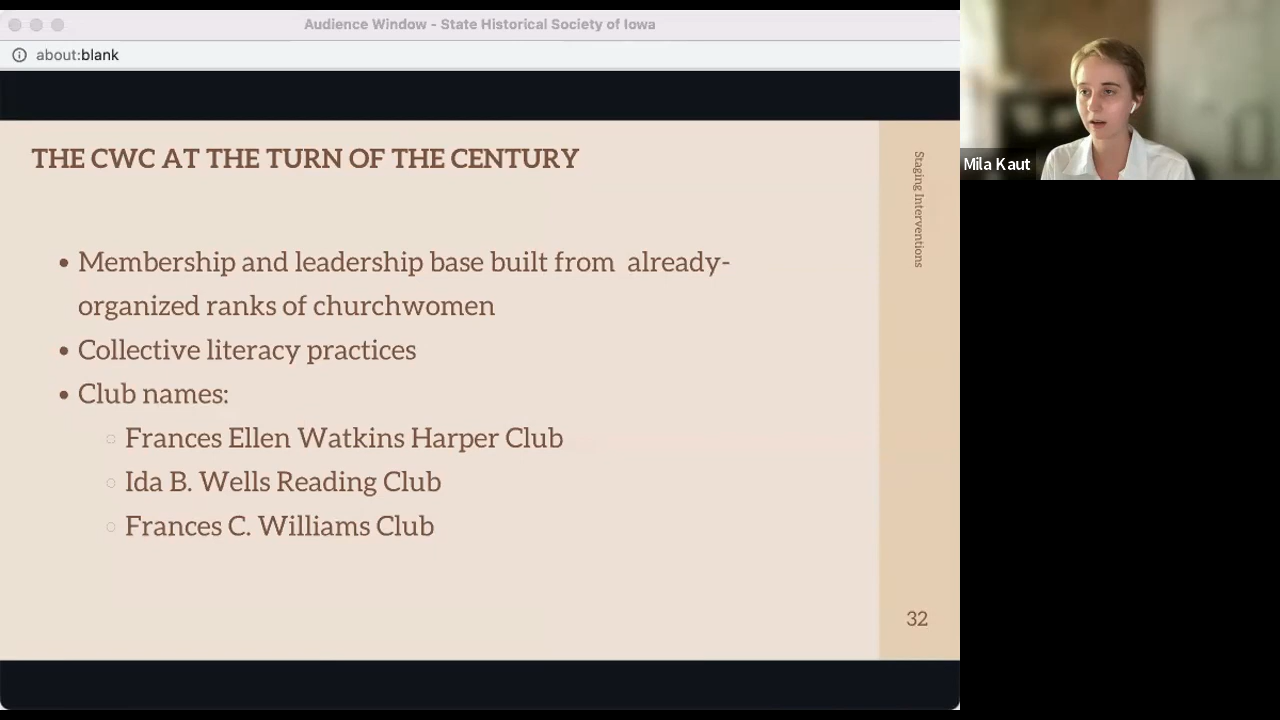 Audience Window - State Historical Society of Iowa
about:blank
THE CWC AT THE TURN OF THE CENTURY
Staging Interventions
• Membership and leadership base built from already-
organized ranks of churchwomen
• Collective literacy practices
• Club names:
○ Frances Ellen Watkins Harper Club
○ Ida B. Wells Reading Club
○ Frances C. Williams Club
32
Mila Kaut